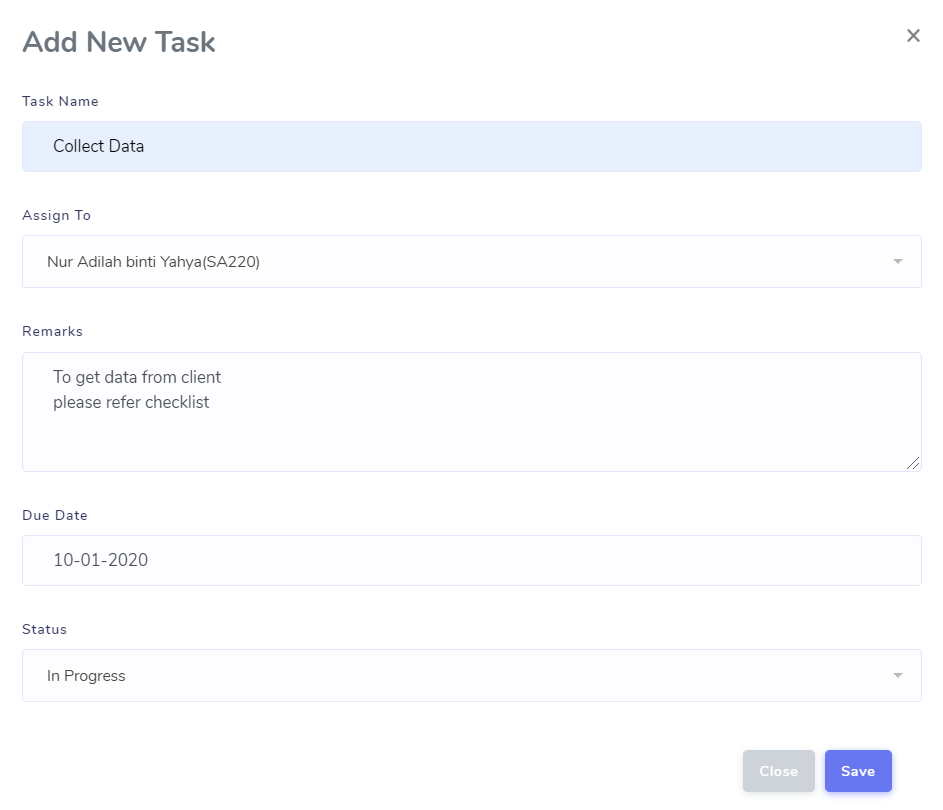 Add New Task
×
Task Name
Collect Data
Assign To
Nur Adilah binti Yahya(SA220)
Remarks
To get data from client
please refer checklist
Due Date
10-01-2020
Status
In Progress
Close Save